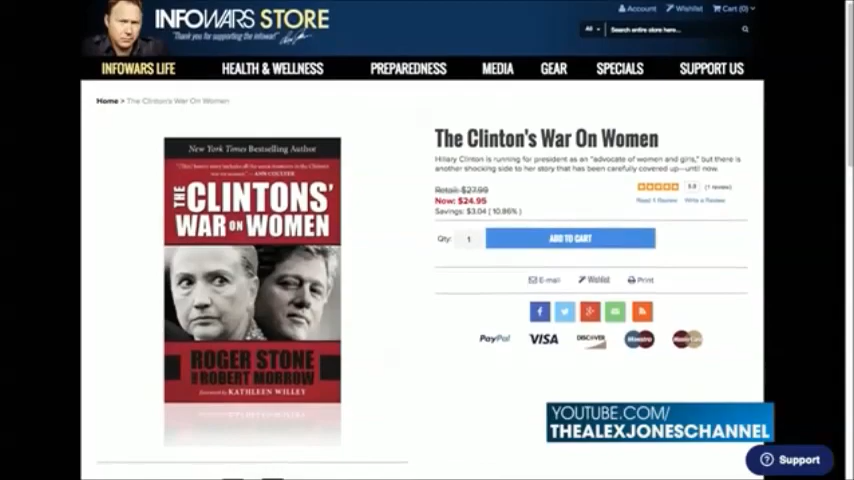 INFOWARS STORE
"Thank you for supporting the infowar!"
Account
Wishlist
Cart (0)
All
Search entire store here...
INFOWARS LIFE
HEALTH & WELLNESS
PREPAREDNESS
MEDIA
GEAR
SPECIALS
SUPPORT US
Home > The Clinton's War On Women
New York Times Bestselling Author
ANN COULTER
THE CLINTONS'
WAR ON WOMEN
ROGER STONE
AND ROBERT MORROW
foreword by KATHLEEN WILLEY
The Clinton's War On Women
Hillary Clinton is running for president as an "advocate of women and girls," but there is
another shocking side to her story that has been carefully covered up—until now.
Retail: $27.99
Now: $24.95
Savings: $3.04 ( 10.86% )
5.0
(1 review)
Read 1 Review
Write a Review
Qty:
1
ADD TO CART
E-mail
Wishlist
Print
PayPal
VISA
DISCOVER
Maestro
MasterCard
YOUTUBE.COM/
THEALEXJONESCHANNEL
Support